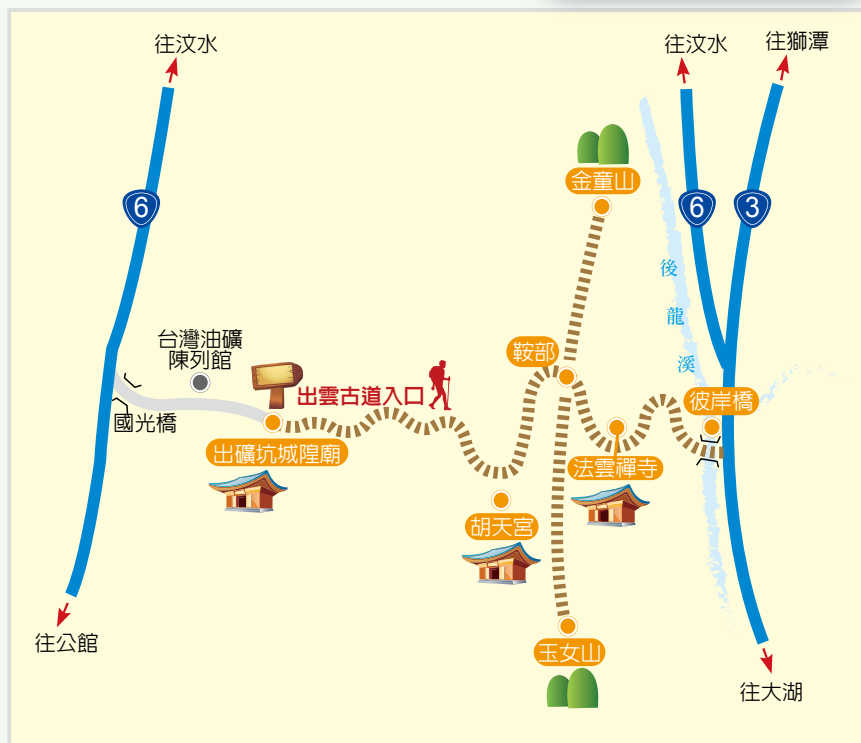 往汶水
往汶水
往獅潭
金童山
6
6
3
後龍溪
台灣油礦
陳列館
鞍部
出雲古道入口
彼岸橋
國光橋
出礦坑城隍廟
法雲禪寺
胡天宮
往公館
玉女山
往大湖